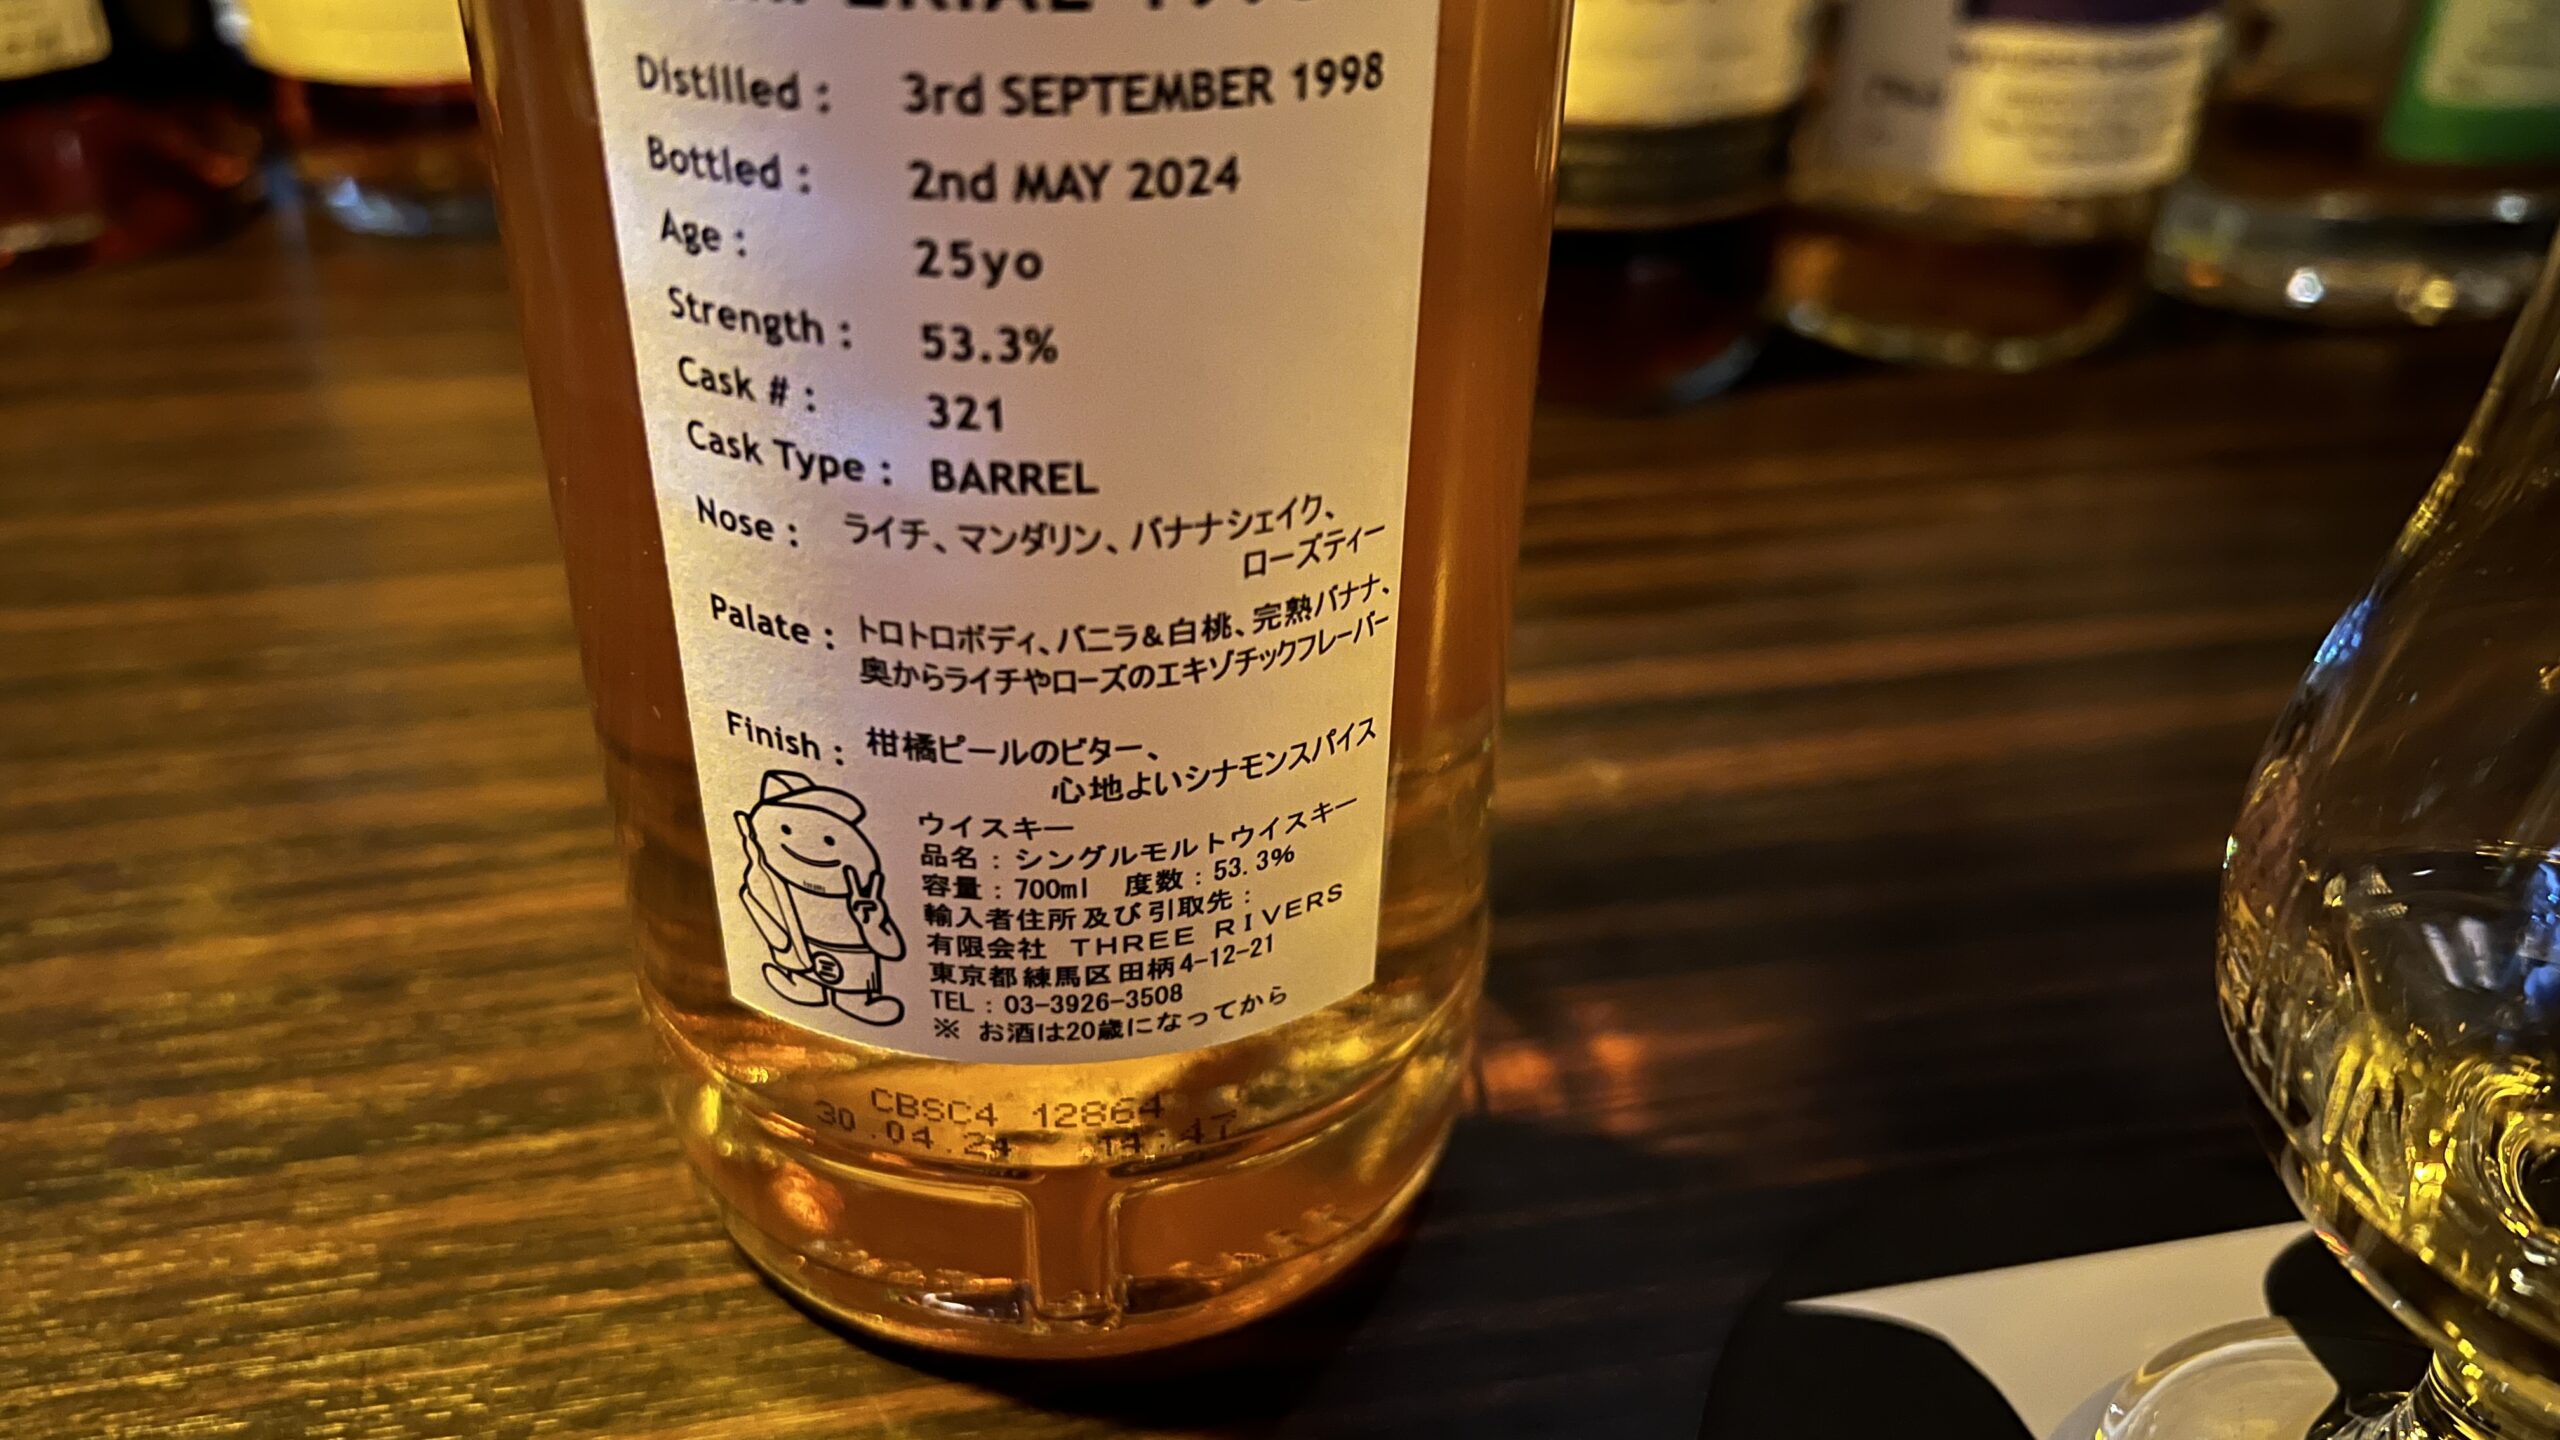 Distilled : 3rd SEPTEMBER 1998
Bottled : 2nd MAY 2024
Age : 25yo
Strength : 53.3%
Cask # : 321
Cask Type : BARREL
Nose : ライチ、マンダリン、バナナシェイク、
ローズティー
Palate : トロトロボディ、バニラ&白桃、完熟バナナ、
奥からライチやローズのエキゾチックフレーバー
Finish : 柑橘ピールのビター、
心地よいシナモンスパイス
ウイスキー
品名：シングルモルトウイスキー
容量：700ml 度数：53.3%
輸入者住所及び引取先：
有限会社 THREE RIVERS
東京都練馬区田柄4-12-21
TEL：03-3926-3508
※ お酒は20歳になってから
CBSC4 12864
30.04.24 14:47